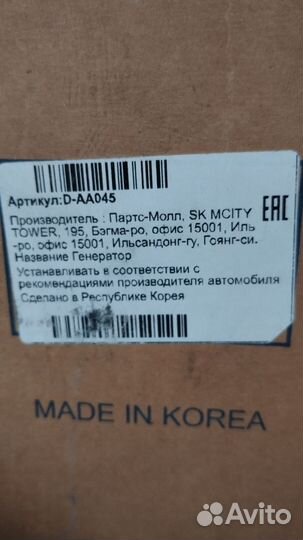 Артикул:D-AA045
Производитель : Партс-Молл, SK MCITY
TOWER, 195, Бэгма-ро, офис 15001, Иль
-ро, офис 15001, Ильсандонг-гу, Гоянг-си.
Название Генератор
Устанавливать в соответствии с
рекомендациями производителя автомобиля
Сделано в Республике Корея
EAC
MADE IN KOREA
Avito